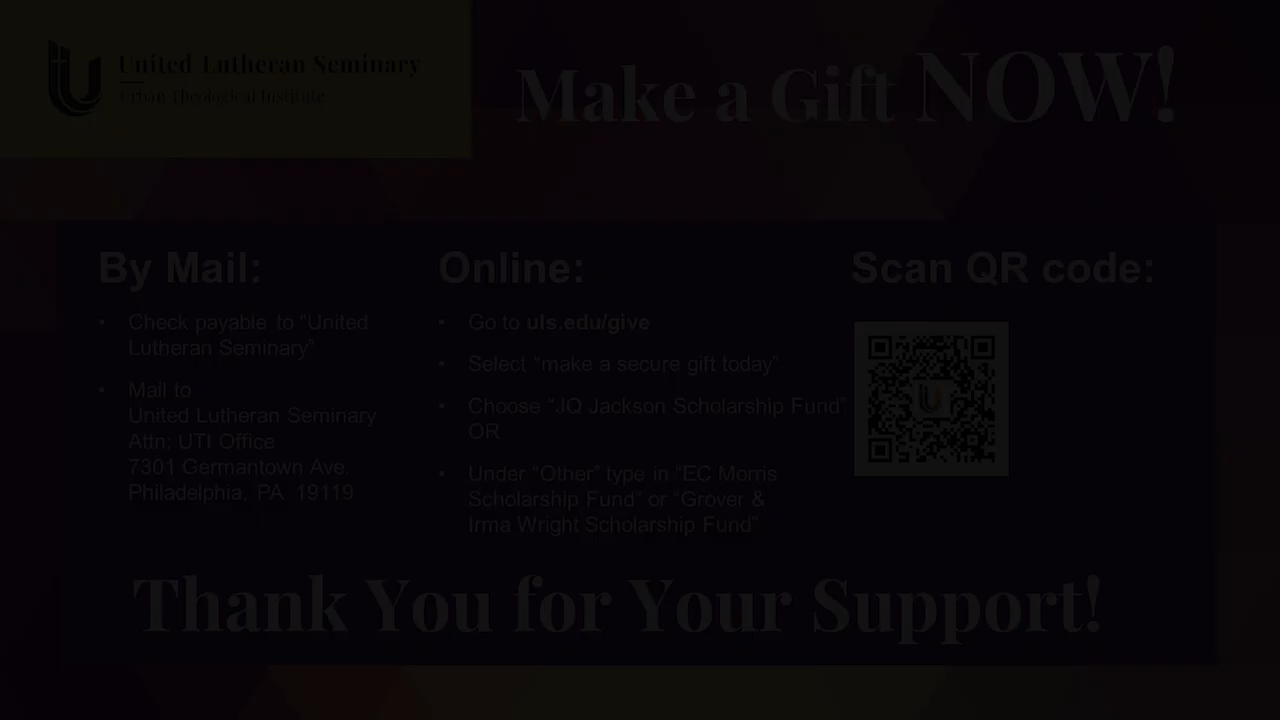 United Lutheran Seminary
Urban Theological Institute
Make a Gift NOW!
By Mail:
• Check payable to “United
Lutheran Seminary”
• Mail to
United Lutheran Seminary
Attn: UTI Office
7301 Germantown Ave.
Philadelphia, PA 19119
Online:
• Go to uls.edu/give
• Select “make a secure gift today”
• Choose “JQ Jackson Scholarship Fund”
OR
• Under “Other” type in “EC Morris
Scholarship Fund” or “Grover &
Irma Wright Scholarship Fund”
Scan QR code:
Thank You for Your Support!